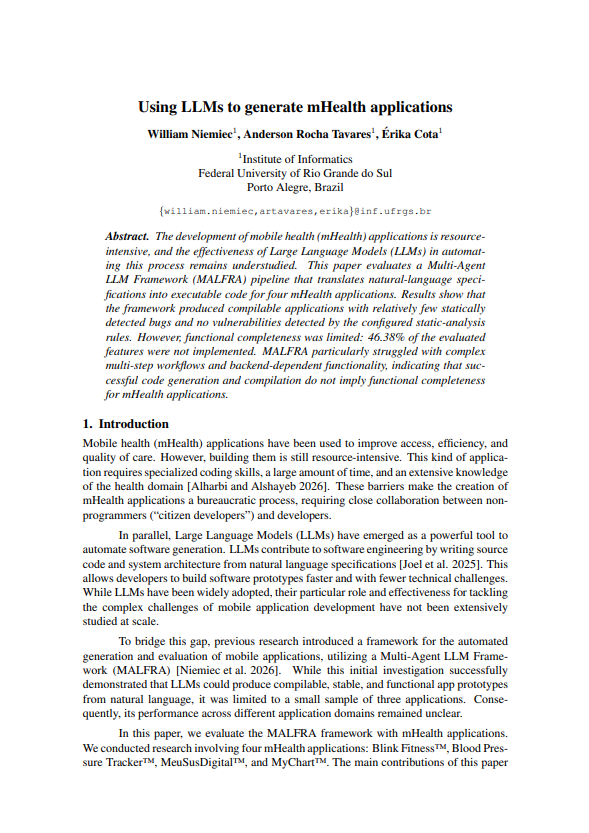 Using LLMs to generate mHealth applications
William Niemiec¹, Anderson Rocha Tavares¹, Érika Cota¹
¹Institute of Informatics
Federal University of Rio Grande do Sul
Porto Alegre, Brazil
{william.niemiec,artavares,erika}@inf.ufrgs.br
Abstract. The development of mobile health (mHealth) applications is resource-
intensive, and the effectiveness of Large Language Models (LLMs) in automat-
ing this process remains understudied. This paper evaluates a Multi-Agent
LLM Framework (MALFRA) pipeline that translates natural-language speci-
fications into executable code for four mHealth applications. Results show that
the framework produced compilable applications with relatively few statically
detected bugs and no vulnerabilities detected by the configured static-analysis
rules. However, functional completeness was limited: 46.38% of the evaluated
features were not implemented. MALFRA particularly struggled with complex
multi-step workflows and backend-dependent functionality, indicating that suc-
cessful code generation and compilation do not imply functional completeness
for mHealth applications.
1. Introduction
Mobile health (mHealth) applications have been used to improve access, efficiency, and
quality of care. However, building them is still resource-intensive. This kind of applica-
tion requires specialized coding skills, a large amount of time, and an extensive knowledge
of the health domain [Alharbi and Alshayeb 2026]. These barriers make the creation of
mHealth applications a bureaucratic process, requiring close collaboration between non-
programmers (“citizen developers”) and developers.
In parallel, Large Language Models (LLMs) have emerged as a powerful tool to
automate software generation. LLMs contribute to software engineering by writing source
code and system architecture from natural language specifications [Joel et al. 2025]. This
allows developers to build software prototypes faster and with fewer technical challenges.
While LLMs have been widely adopted, their particular role and effectiveness for tackling
the complex challenges of mobile application development have not been extensively
studied at scale.
To bridge this gap, previous research introduced a framework for the automated
generation and evaluation of mobile applications, utilizing a Multi-Agent LLM Frame-
work (MALFRA) [Niemiec et al. 2026]. While this initial investigation successfully
demonstrated that LLMs could produce compilable, stable, and functional app prototypes
from natural language, it was limited to a small sample of three applications. Conse-
quently, its performance across different application domains remained unclear.
In this paper, we evaluate the MALFRA framework with mHealth applications.
We conducted research involving four mHealth applications: Blink Fitness™, Blood Pres-
sure Tracker™, MeuSusDigital™, and MyChart™. The main contributions of this paper